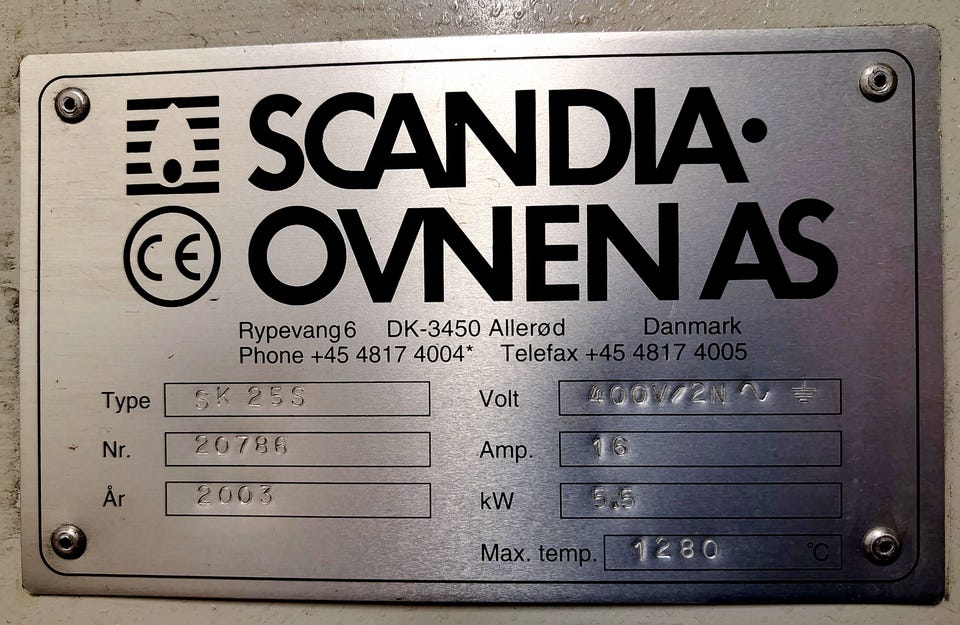 SCANDIA·
OVNEN AS
CE
Rypevang 6 DK-3450 Allerød Danmark
Phone +45 4817 4004* Telefax +45 4817 4005
Type SK 25S
Volt 400V/2N ~ ⏚
Nr. 20786
Amp. 16
År 2003
kW 5.5
Max. temp. 1280 °C